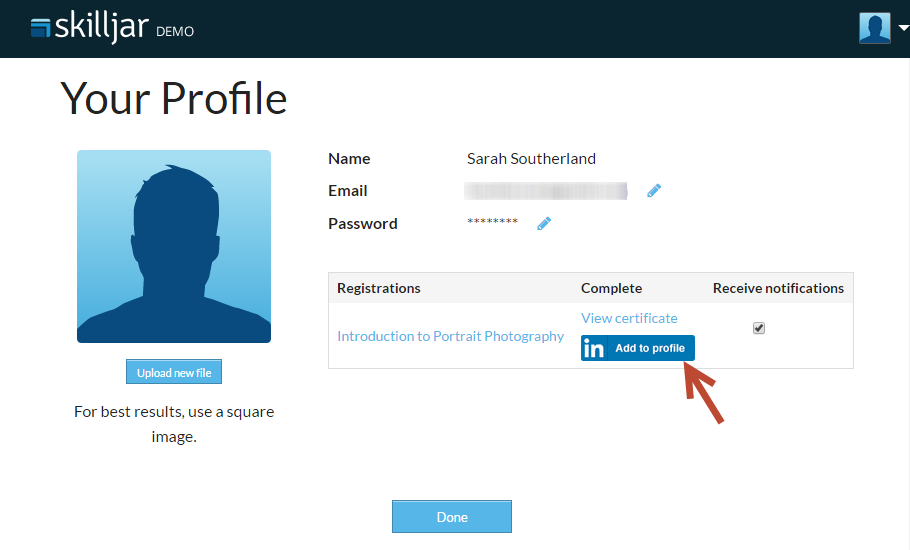 skilljar DEMO
Your Profile
Name Sarah Southerland
Email
Password ********
Registrations Complete Receive notifications
View certificate
Introduction to Portrait Photography
in Add to profile
Upload new file
For best results, use a square
image.
Done